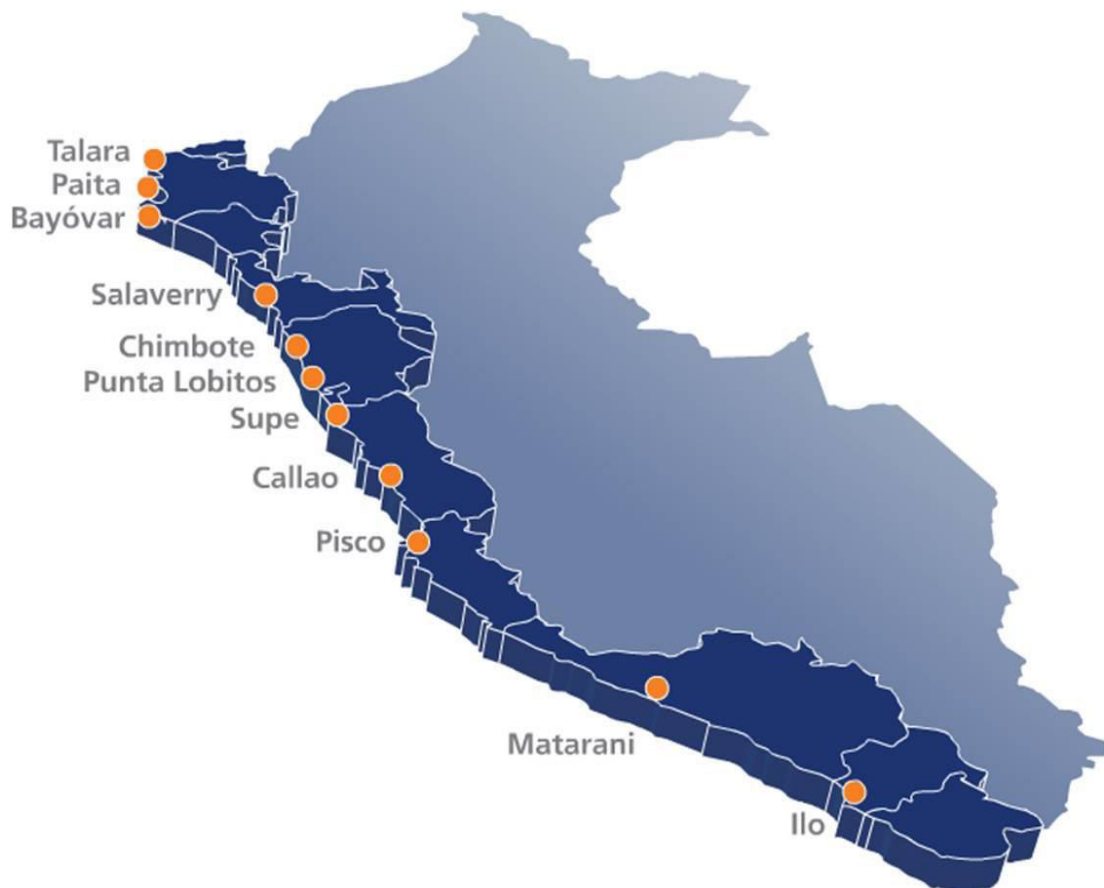 Talara
Paita
Bayóvar
Salaverry
Chimbote
Punta Lobitos
Supe
Callao
Pisco
Matarani
Ilo